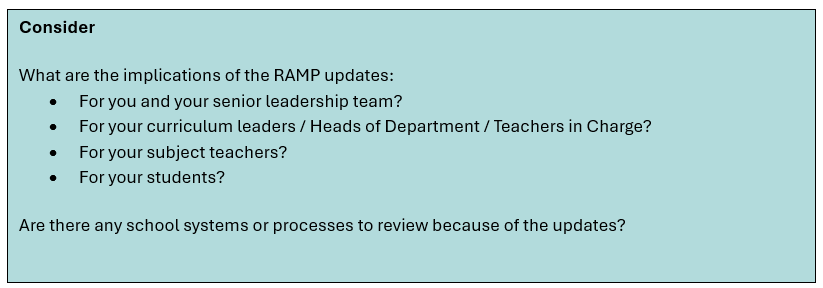 Consider
What are the implications of the RAMP updates:
• For you and your senior leadership team?
• For your curriculum leaders / Heads of Department / Teachers in Charge?
• For your subject teachers?
• For your students?
Are there any school systems or processes to review because of the updates?